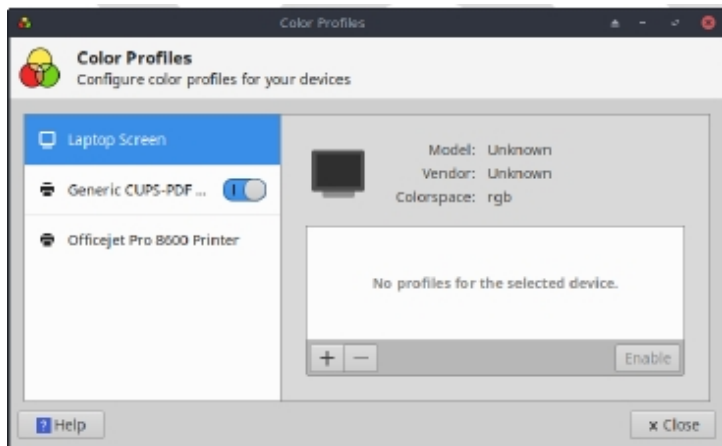 Color Profiles
Color Profiles
Configure color profiles for your devices
Laptop Screen
Generic CUPS-PDF ...
Officejet Pro 8600 Printer
Model: Unknown
Vendor: Unknown
Colorspace: rgb
No profiles for the selected device.
+ −
Enable
? Help
x Close